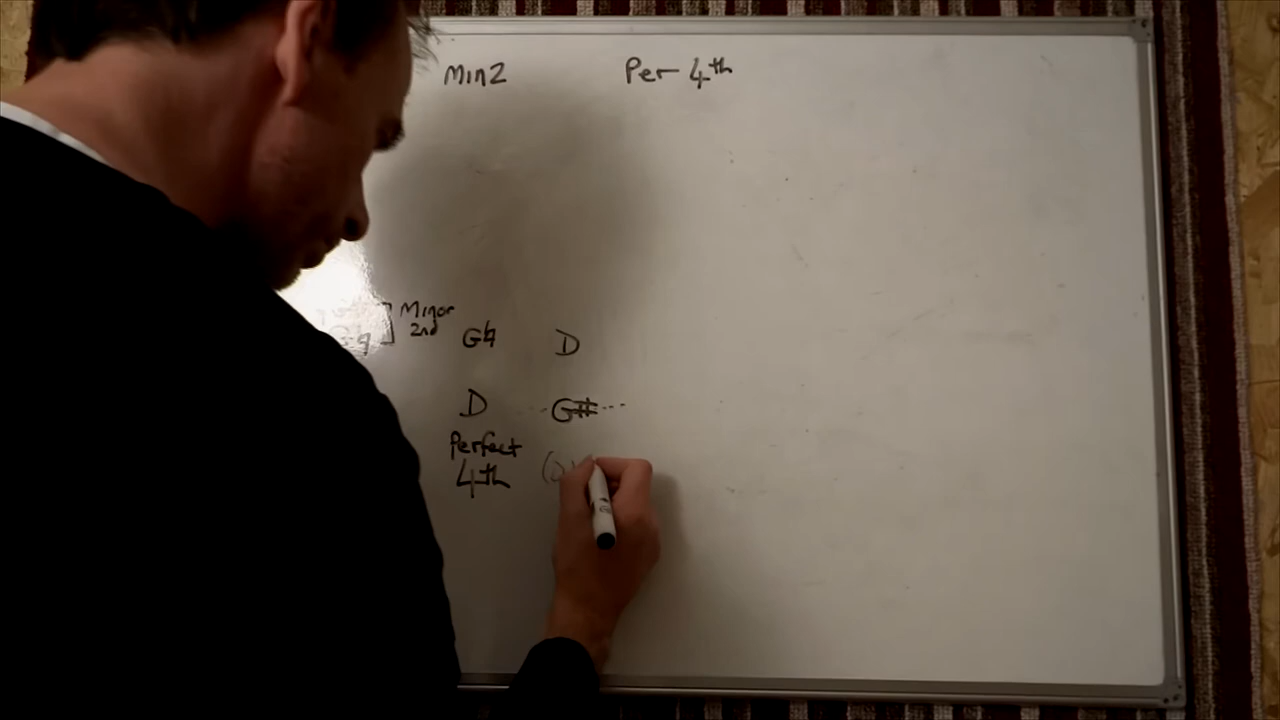 Min2 Per 4th
Minor
2nd
G♮ D
D --G#---
Perfect
4th